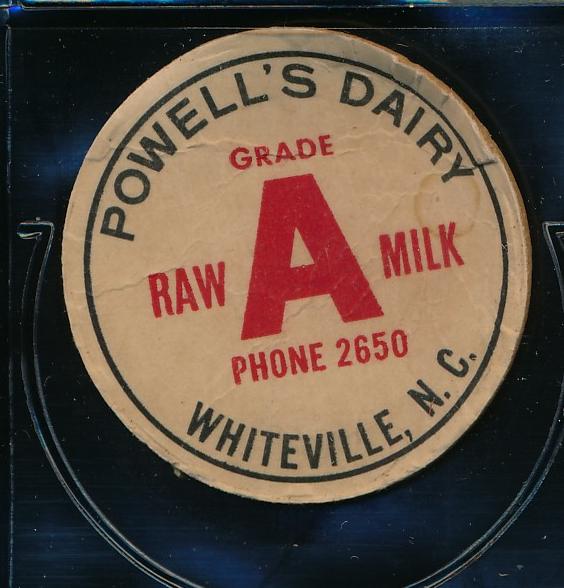 POWELL'S DAIRY
GRADE
A
RAW MILK
PHONE 2650
WHITEVILLE, N. C.